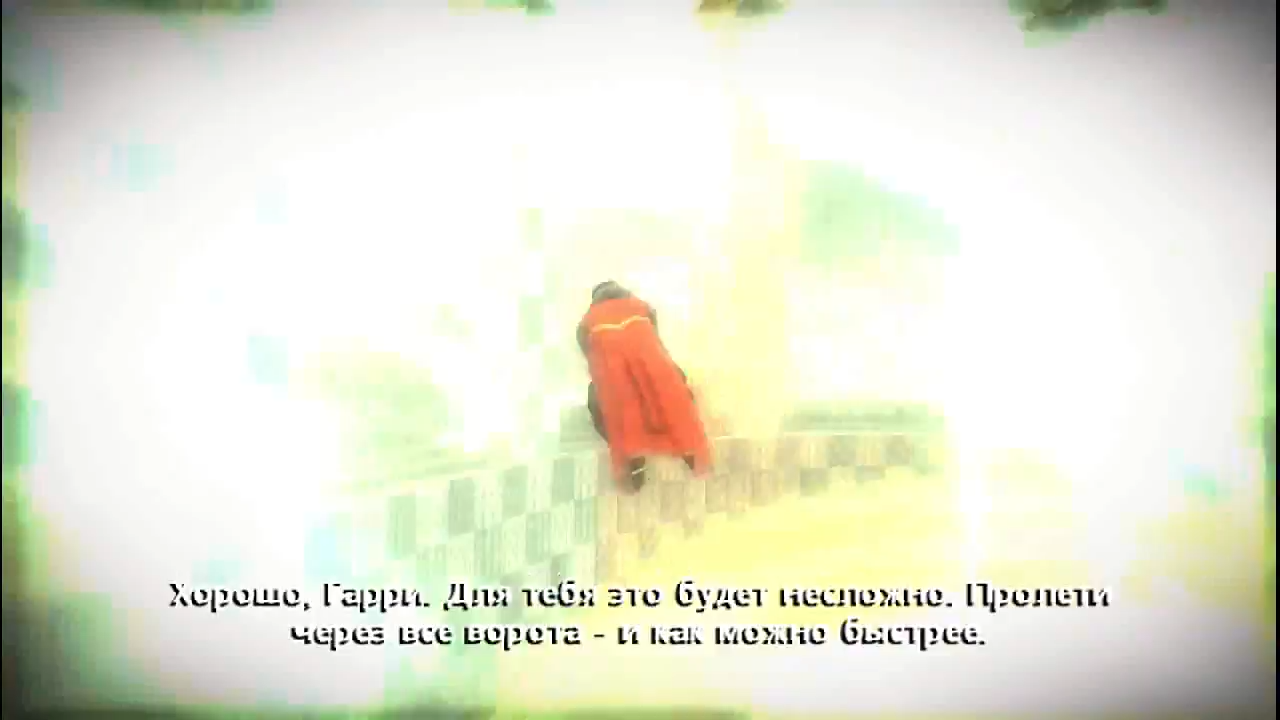 Хорошо, Гарри. Для тебя это будет несложно. Пролети
через все ворота - и как можно быстрее.